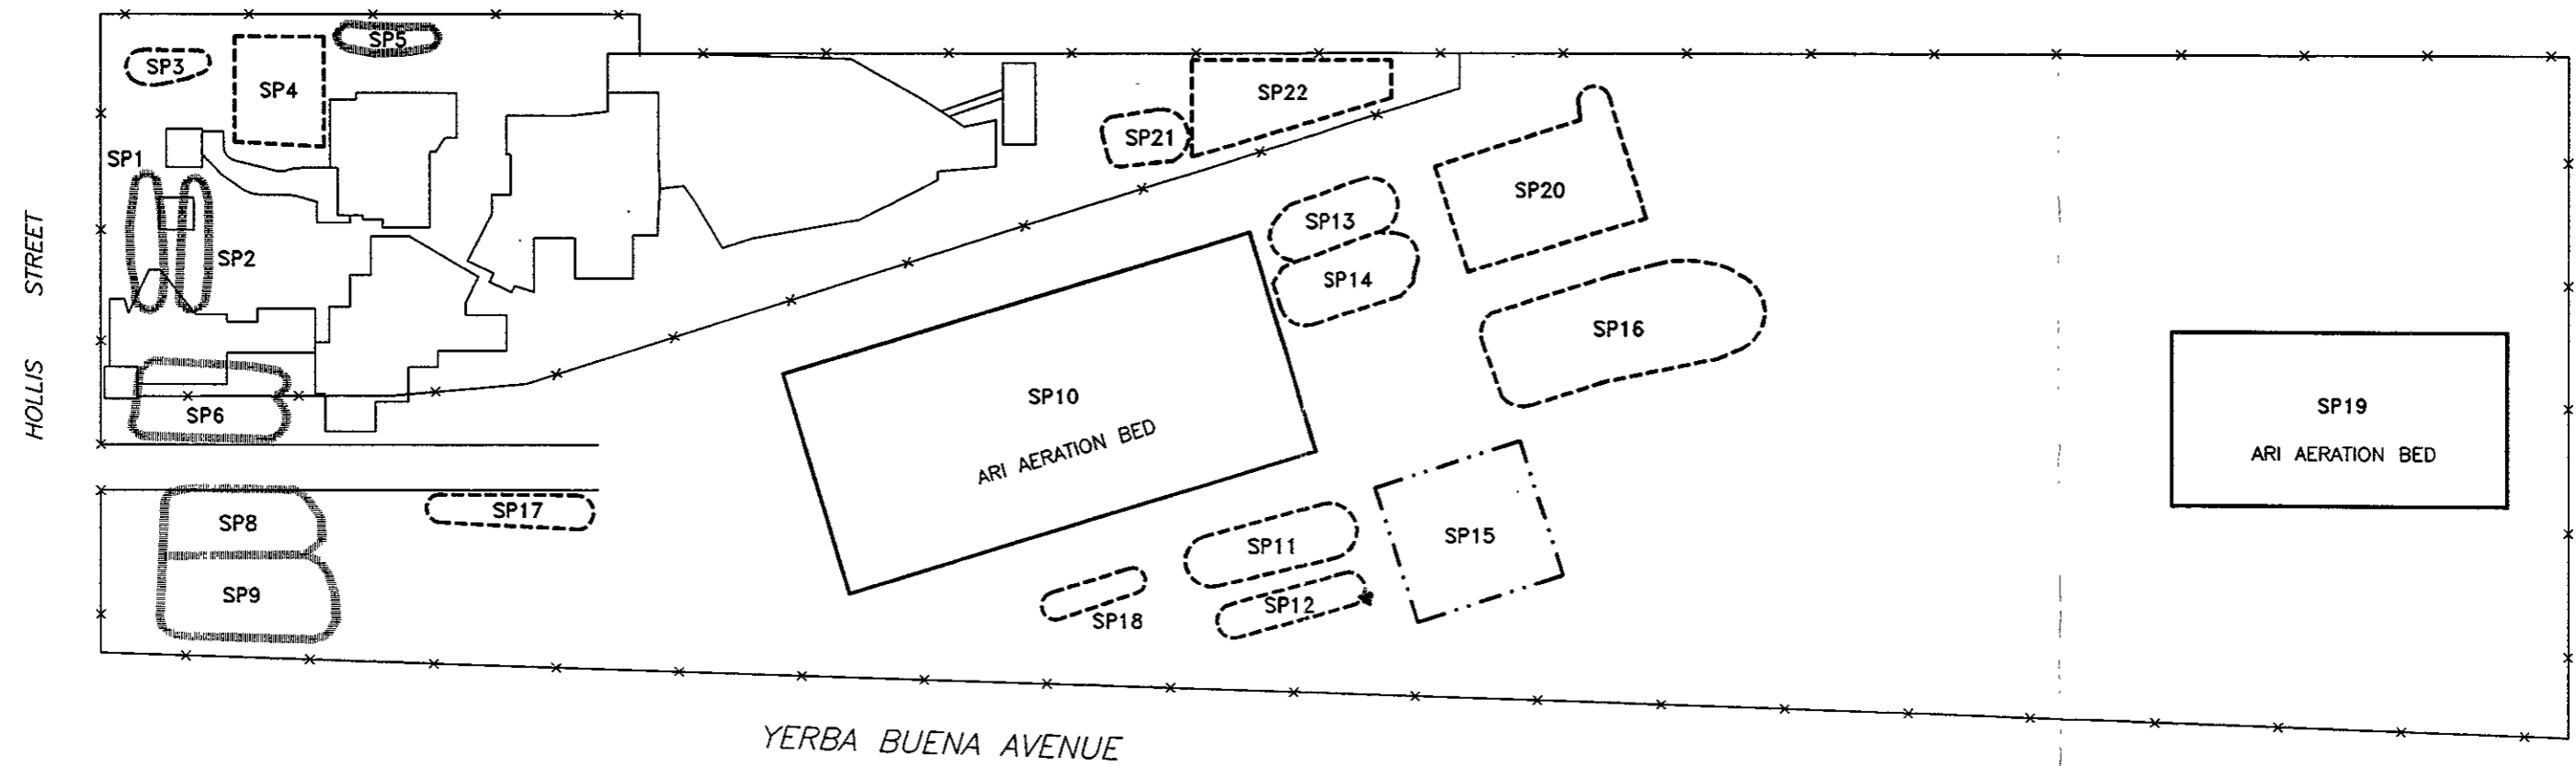 SP5
SP3
SP4
SP22
SP21
SP1
SP20
SP13
SP2
SP14
HOLLIS STREET
SP16
SP10
ARI AERATION BED
SP19
ARI AERATION BED
SP6
SP17
SP8
SP15
SP11
SP9
SP12
SP18
YERBA BUENA AVENUE